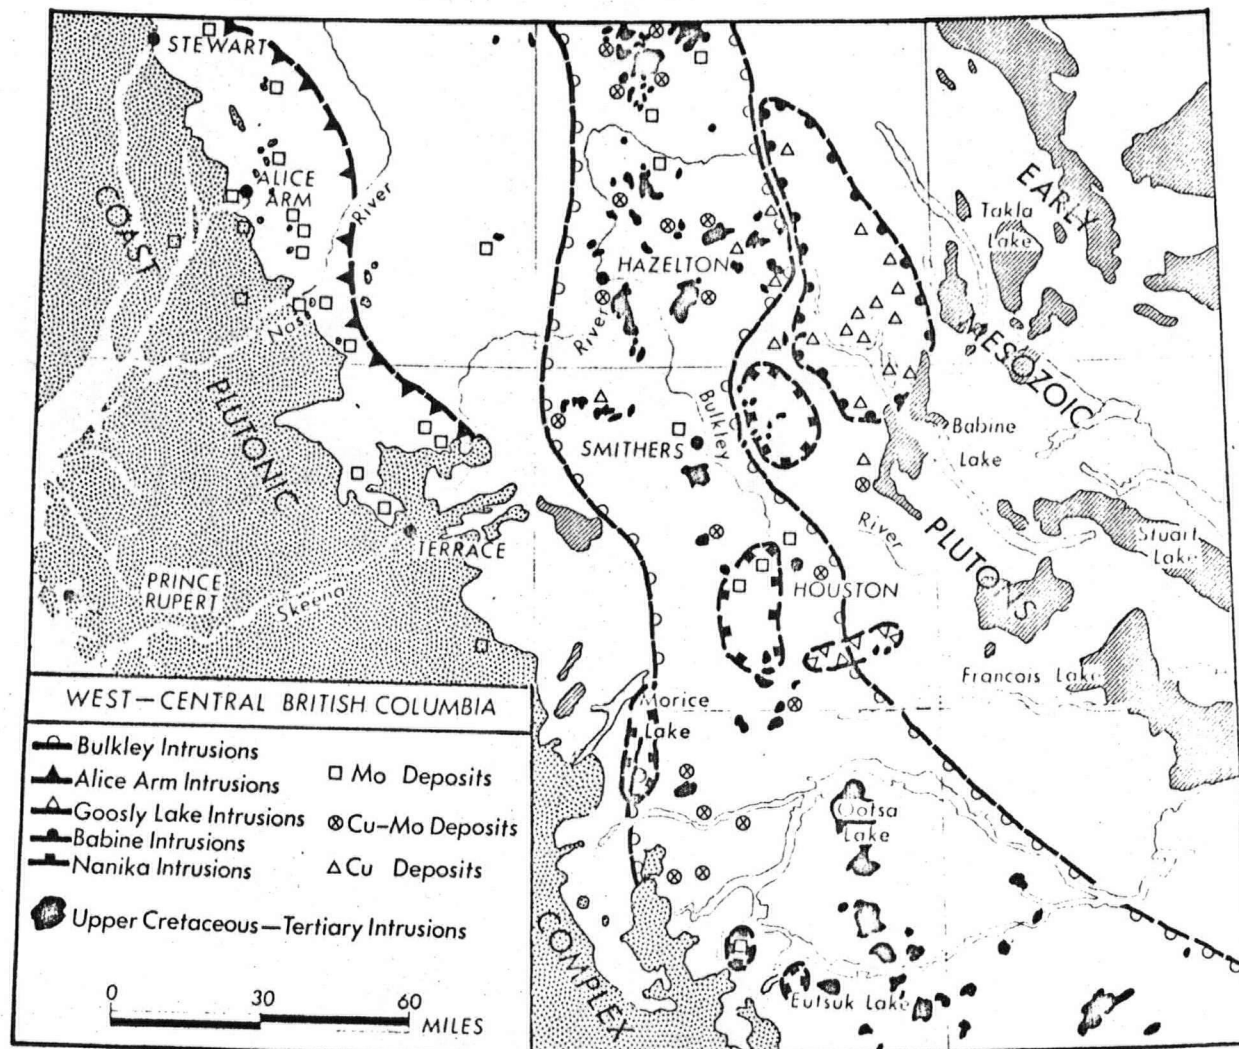 STEWART
ALICE
ARM
River
Nass
COAST
PLUTONIC
COMPLEX
HAZELTON
River
Bulkley
SMITHERS
TERRACE
PRINCE
RUPERT
Skeena
HOUSTON
River
Morice
Lake
Takla
Lake
EARLY
MESOZOIC
PLUTONS
Babine
Lake
Stuart
Lake
Francois Lake
Ootsa
Lake
Eutsuk Lake
WEST—CENTRAL BRITISH COLUMBIA
Bulkley Intrusions
Alice Arm Intrusions
Goosly Lake Intrusions
Babine Intrusions
Nanika Intrusions
Upper Cretaceous—Tertiary Intrusions
Mo Deposits
Cu-Mo Deposits
Cu Deposits
0 30 60
MILES